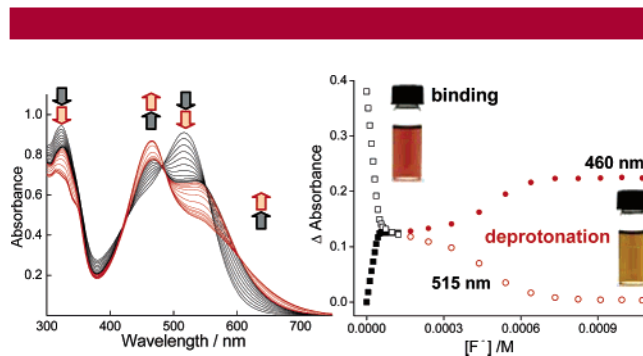 1.0
0.8
0.6
0.4
0.2
Absorbance
300 400 500 600 700
Wavelength / nm
0.4
0.3
0.2
0.1
0.0
Δ Absorbance
binding
460 nm
deprotonation
515 nm
0.0000 0.0003 0.0006 0.0009
[F⁻] /M